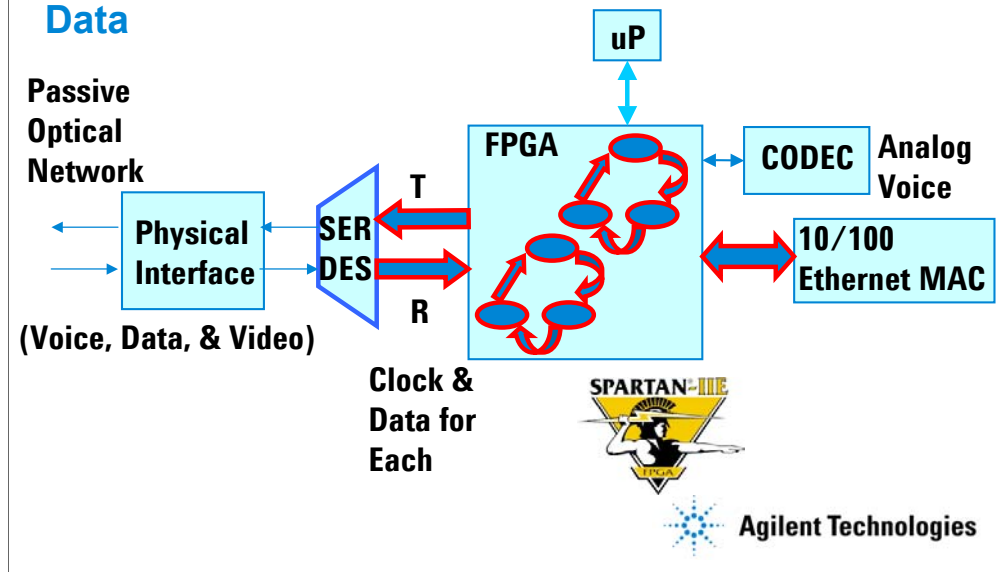 Data
uP
Passive
Optical
Network
FPGA
CODEC
Analog
Voice
T
Physical
Interface
SER
DES
10/100
Ethernet MAC
R
(Voice, Data, & Video)
Clock &
Data for
Each
SPARTAN-IIE
FPGA
Agilent Technologies